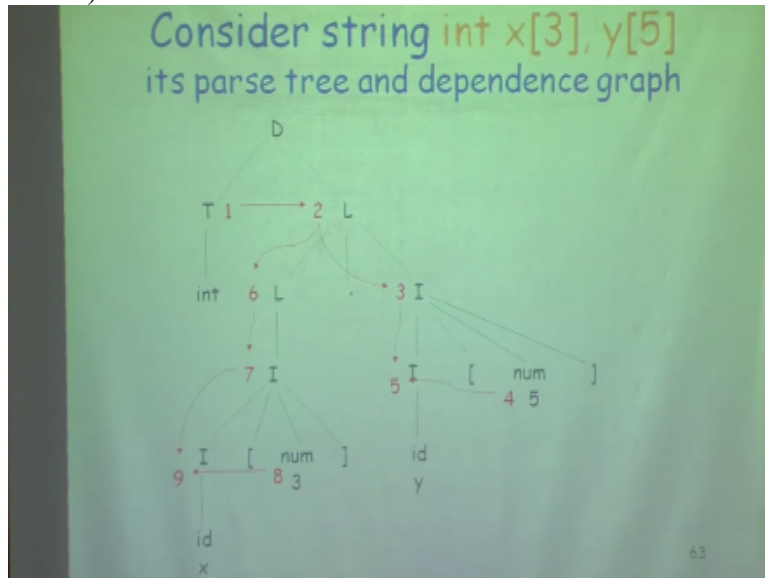 Consider string int x[3], y[5]
its parse tree and dependence graph
D
T 1 2 L
int 6 L , 3 I
7 I 5 I [ num ]
4 5
I [ num ] id
9 8 3 y
id
x
63